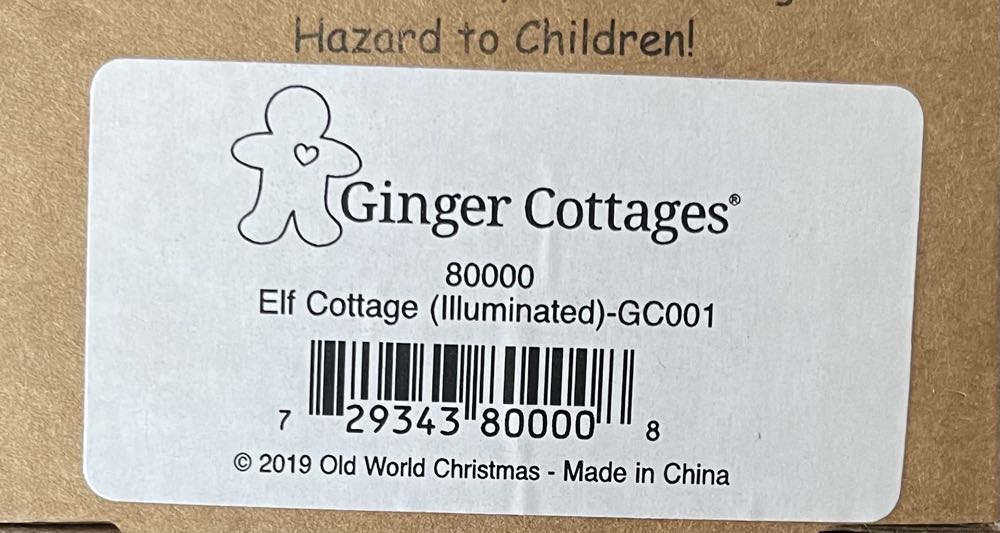 Hazard to Children!
Ginger Cottages®
80000
Elf Cottage (Illuminated)-GC001
7 29343 80000 8
© 2019 Old World Christmas - Made in China